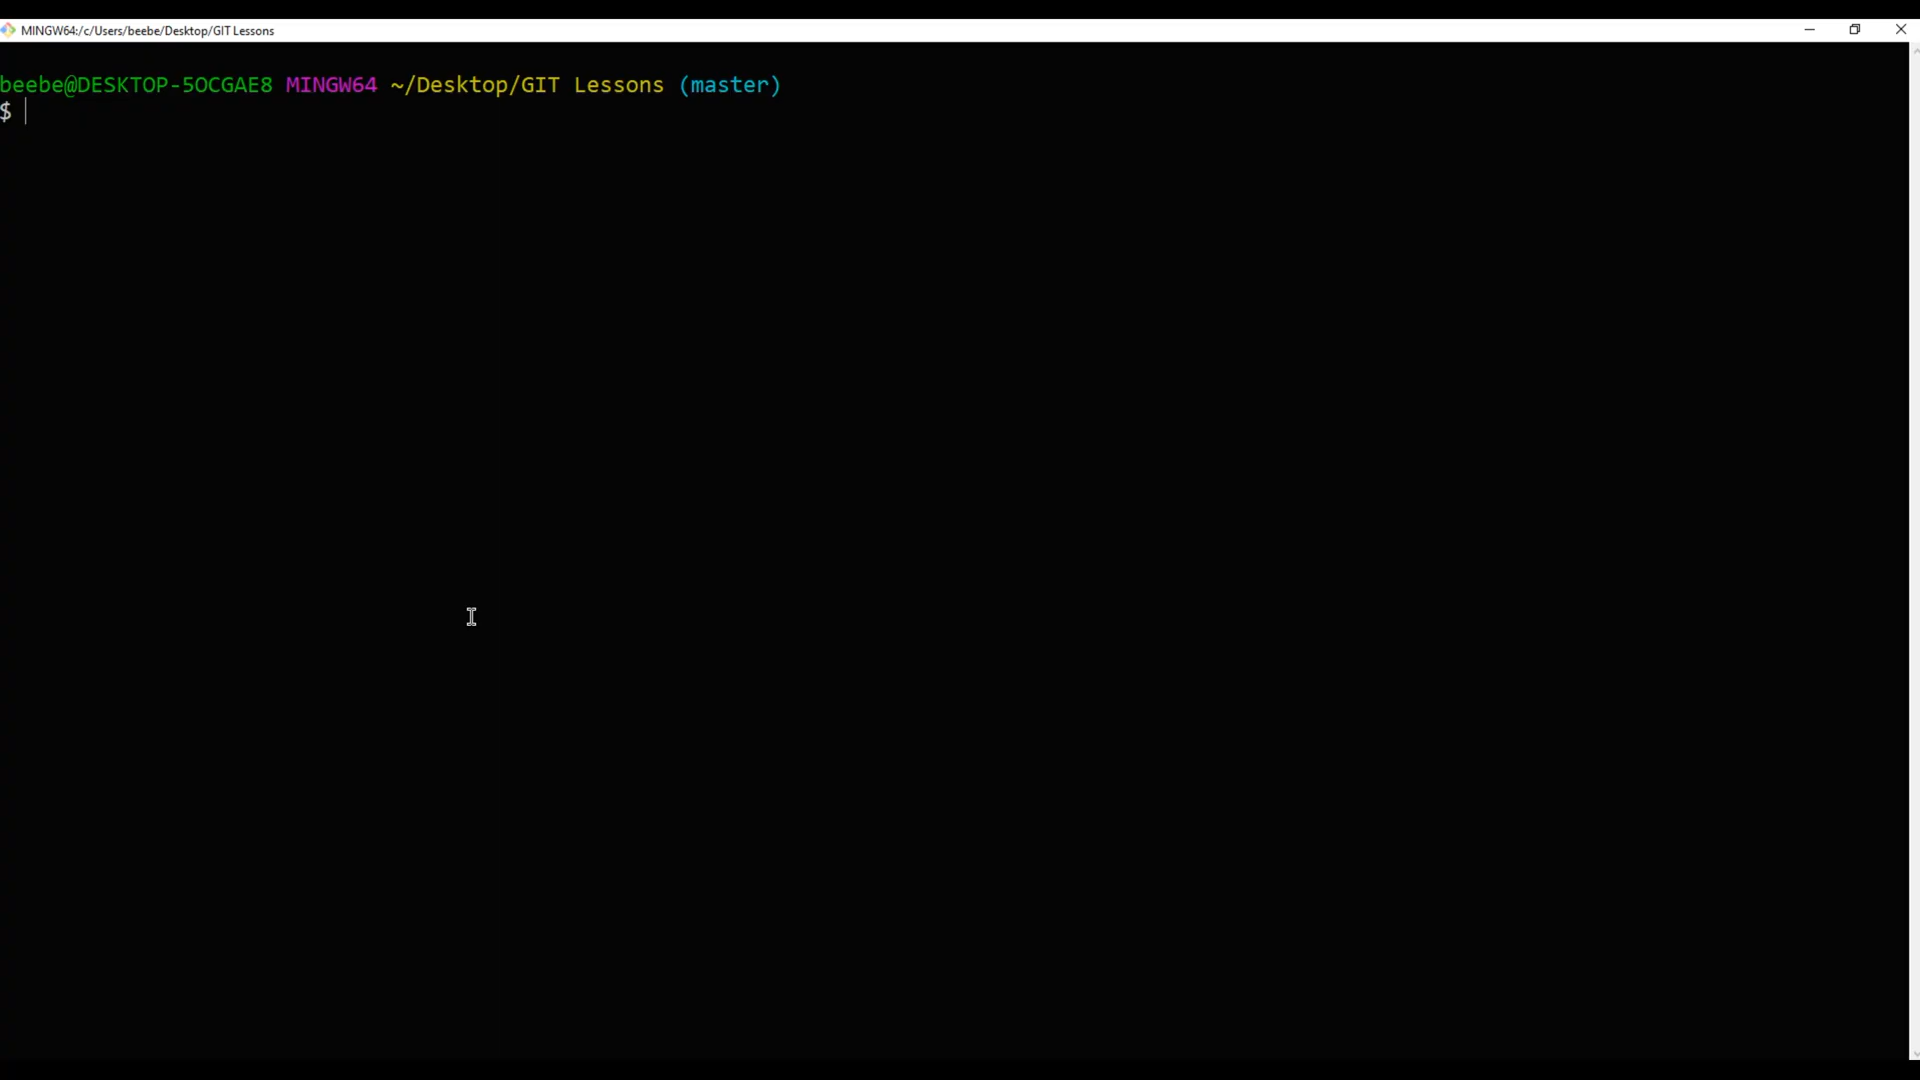 MINGW64:/c/Users/beebe/Desktop/GIT Lessons
beebe@DESKTOP-5OCGAE8 MINGW64 ~/Desktop/GIT Lessons (master)
$